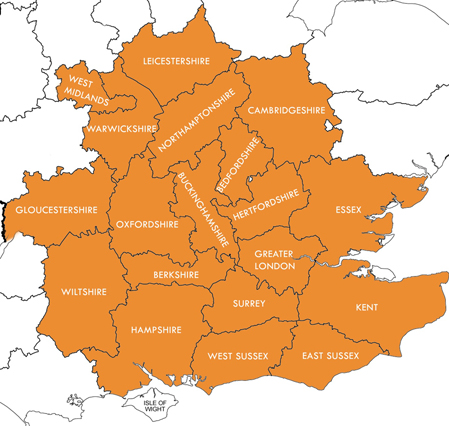 LEICESTERSHIRE
WEST
MIDLANDS
NORTHAMPTONSHIRE
CAMBRIDGESHIRE
WARWICKSHIRE
BEDFORDSHIRE
BUCKINGHAMSHIRE
HERTFORDSHIRE
GLOUCESTERSHIRE
OXFORDSHIRE
ESSEX
GREATER
LONDON
BERKSHIRE
WILTSHIRE
SURREY
KENT
HAMPSHIRE
WEST SUSSEX
EAST SUSSEX
ISLE OF
WIGHT